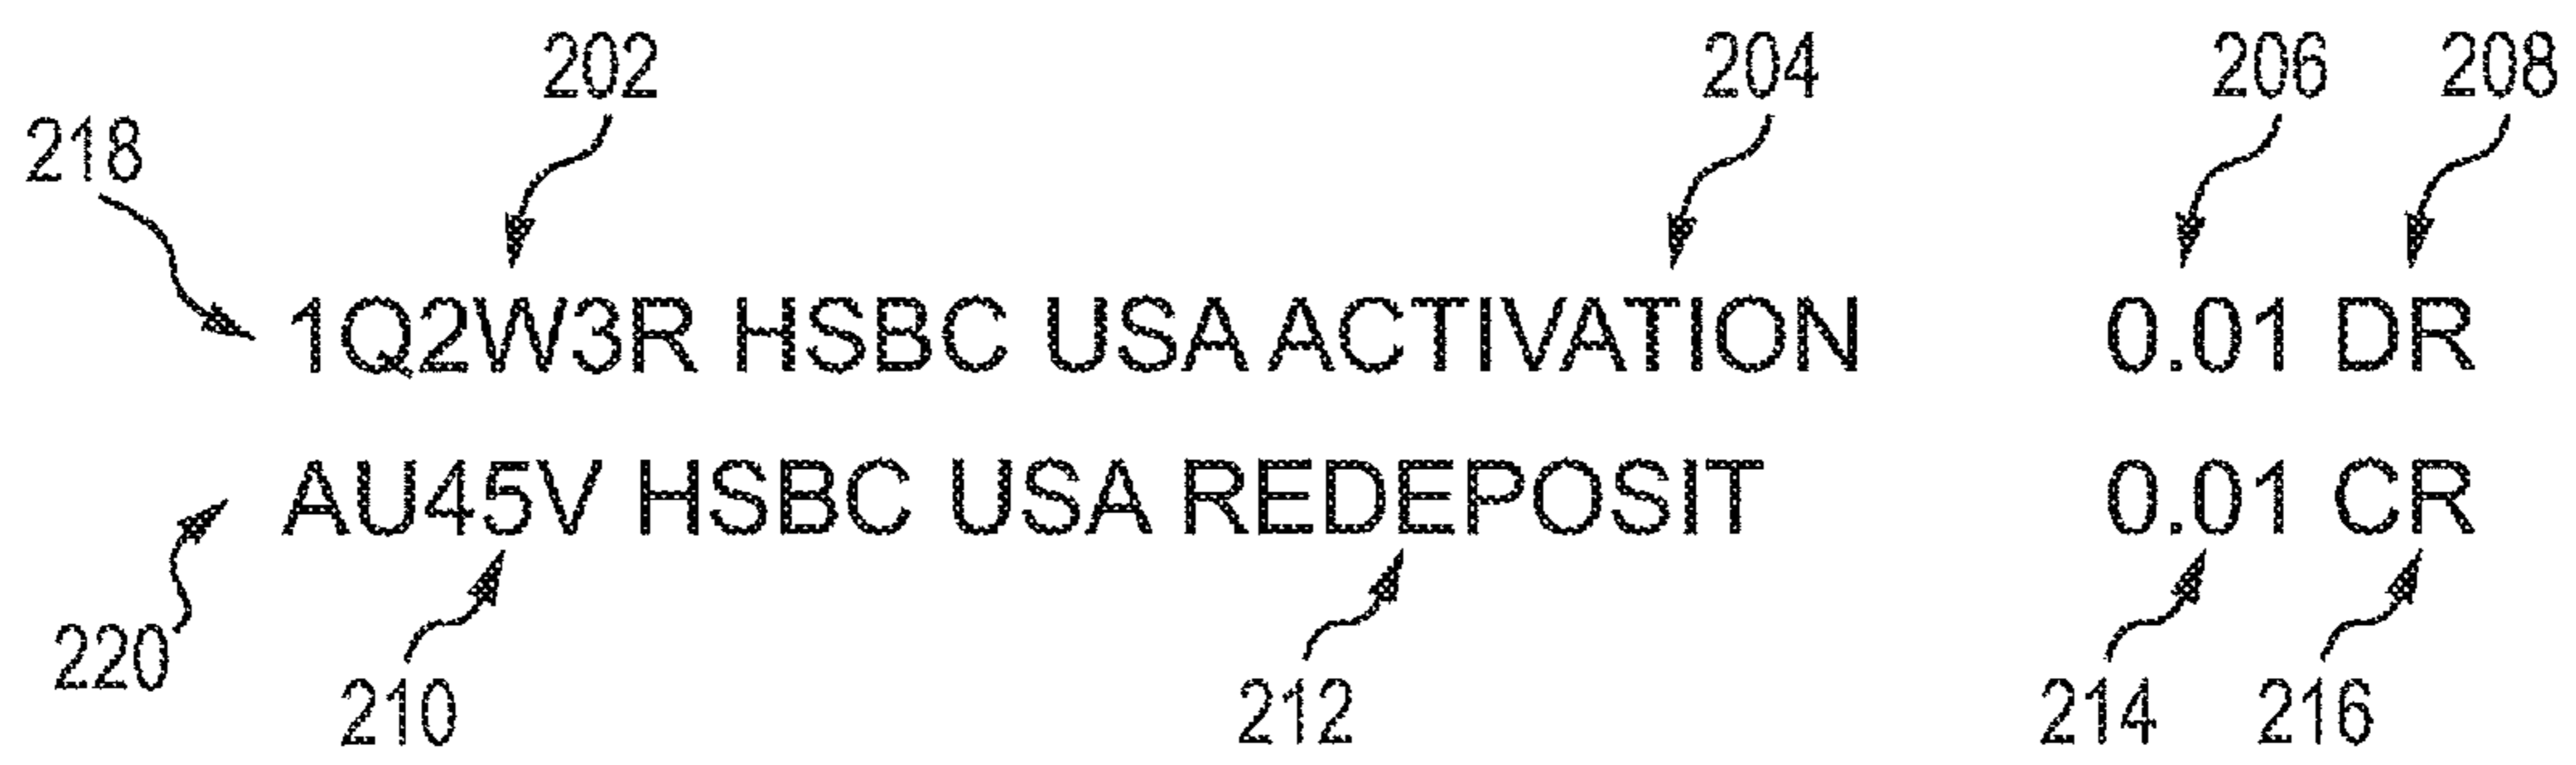 202 204 206 208
218
1Q2W3R HSBC USA ACTIVATION 0.01 DR
AU45V HSBC USA REDEPOSIT 0.01 CR
220
210 212 214 216